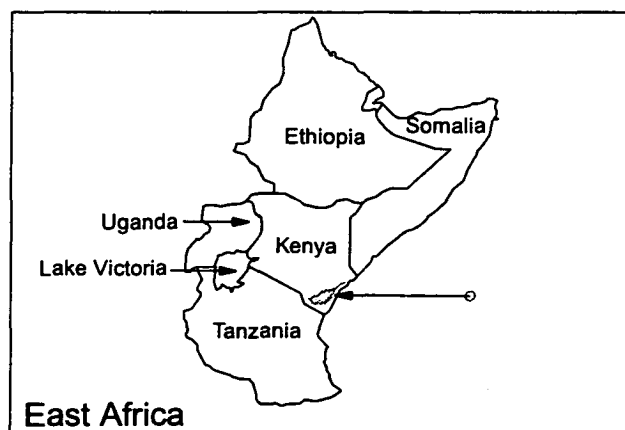 Ethiopia
Somalia
Uganda
Kenya
Lake Victoria
Tanzania
East Africa